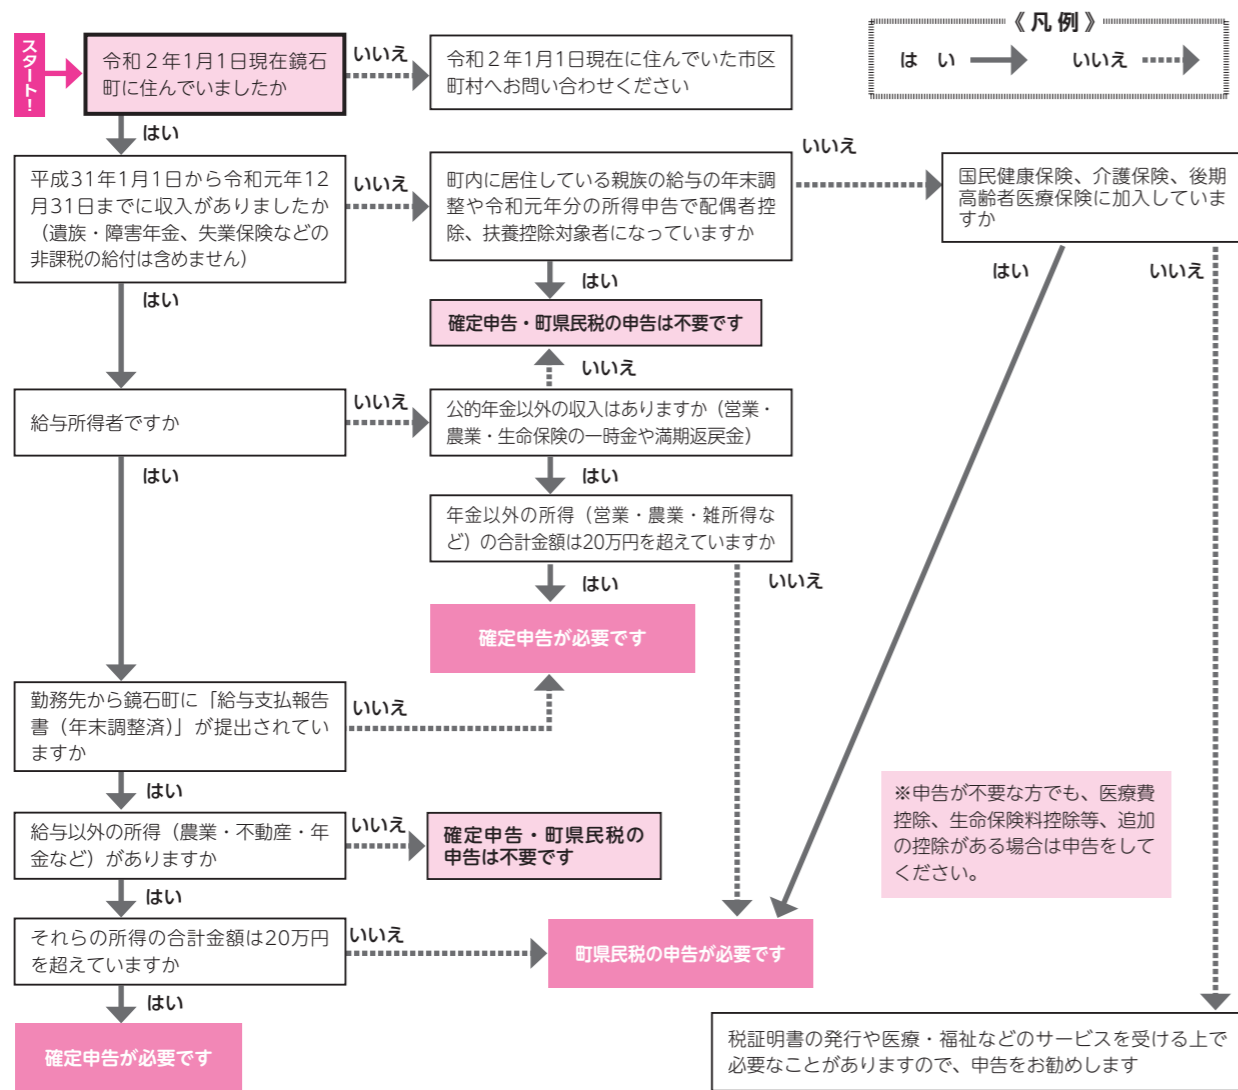 スタート!
令和2年1月1日現在鏡石
町に住んでいましたか
いいえ
令和2年1月1日現在に住んでいた市区
町村へお問い合わせください
《凡例》
はい
いいえ
はい
平成31年1月1日から令和元年12
月31日までに収入がありましたか
(遺族・障害年金、失業保険などの
非課税の給付は含めません)
いいえ
町内に居住している親族の給与の年末調
整や令和元年分の所得申告で配偶者控
除、扶養控除対象者になっていますか
いいえ
国民健康保険、介護保険、後期
高齢者医療保険に加入していま
すか
はい
いいえ
はい
はい
確定申告・町県民税の申告は不要です
いいえ
給与所得者ですか
いいえ
公的年金以外の収入はありますか(営業・
農業・生命保険の一時金や満期返戻金)
はい
はい
年金以外の所得(営業・農業・雑所得な
ど)の合計金額は20万円を超えていますか
はい
いいえ
確定申告が必要です
勤務先から鏡石町に「給与支払報告
書(年末調整済)」が提出されてい
ますか
いいえ
はい
給与以外の所得(農業・不動産・年
金など)がありますか
いいえ
確定申告・町県民税の
申告は不要です
※申告が不要な方でも、医療費
控除、生命保険料控除等、追加
の控除がある場合は申告をして
ください。
はい
それらの所得の合計金額は20万円
を超えていますか
いいえ
町県民税の申告が必要です
はい
確定申告が必要です
税証明書の発行や医療・福祉などのサービスを受ける上で
必要なことがありますので、申告をお勧めします